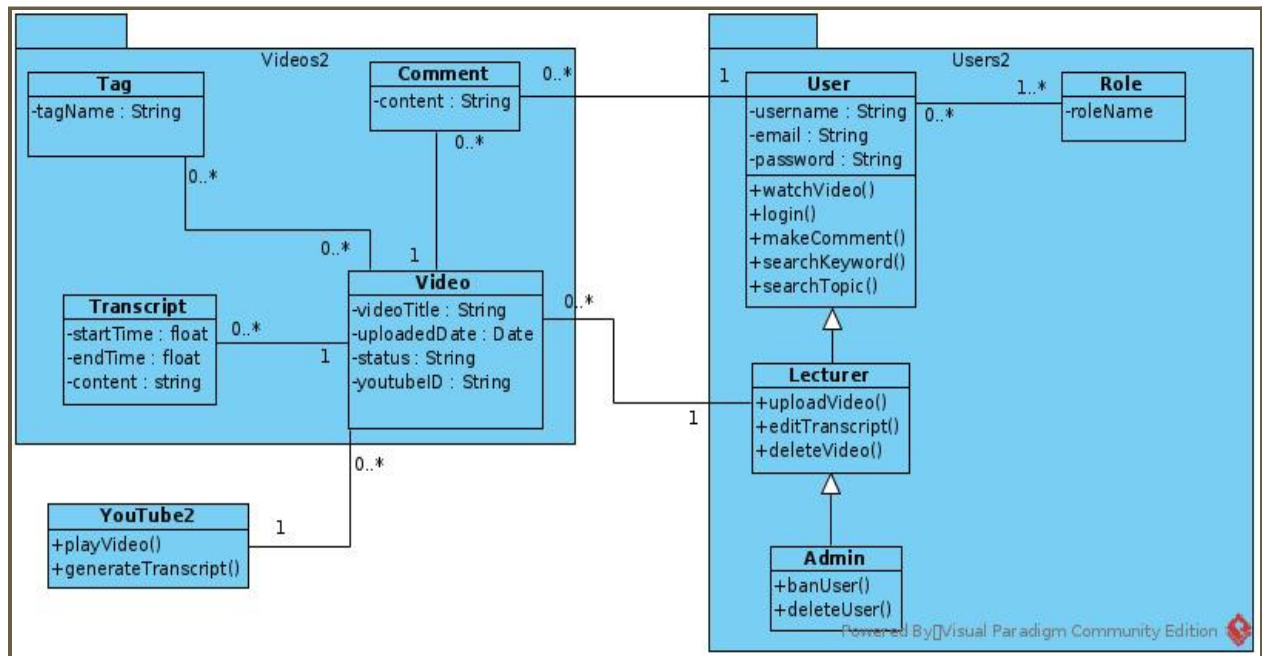 Videos2
Tag
-tagName : String
0..*
Comment
-content : String
0..*
0..*
0..*
1
Video
-videoTitle : String
-uploadedDate : Date
-status : String
-youtubeID : String
Transcript
-startTime : float
-endTime : float
-content : string
0..*
1
0..*
1
0..*
1
YouTube2
+playVideo()
+generateTranscript()
Users2
1
User
-username : String
-email : String
-password : String
+watchVideo()
+login()
+makeComment()
+searchKeyword()
+searchTopic()
1..*
0..*
Role
-roleName
Lecturer
+uploadVideo()
+editTranscript()
+deleteVideo()
Admin
+banUser()
+deleteUser()
Powered By▯Visual Paradigm Community Edition